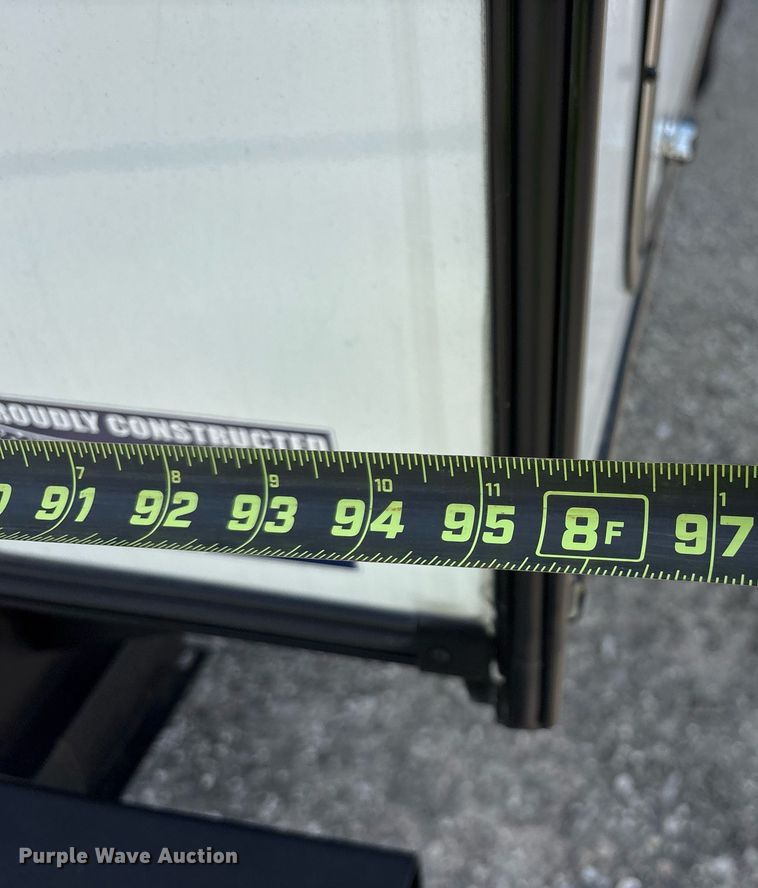 ROUDLY CONSTRUCTED
7 8 9 10 11 1
91 92 93 94 95 8F 97
Purple Wave Auction